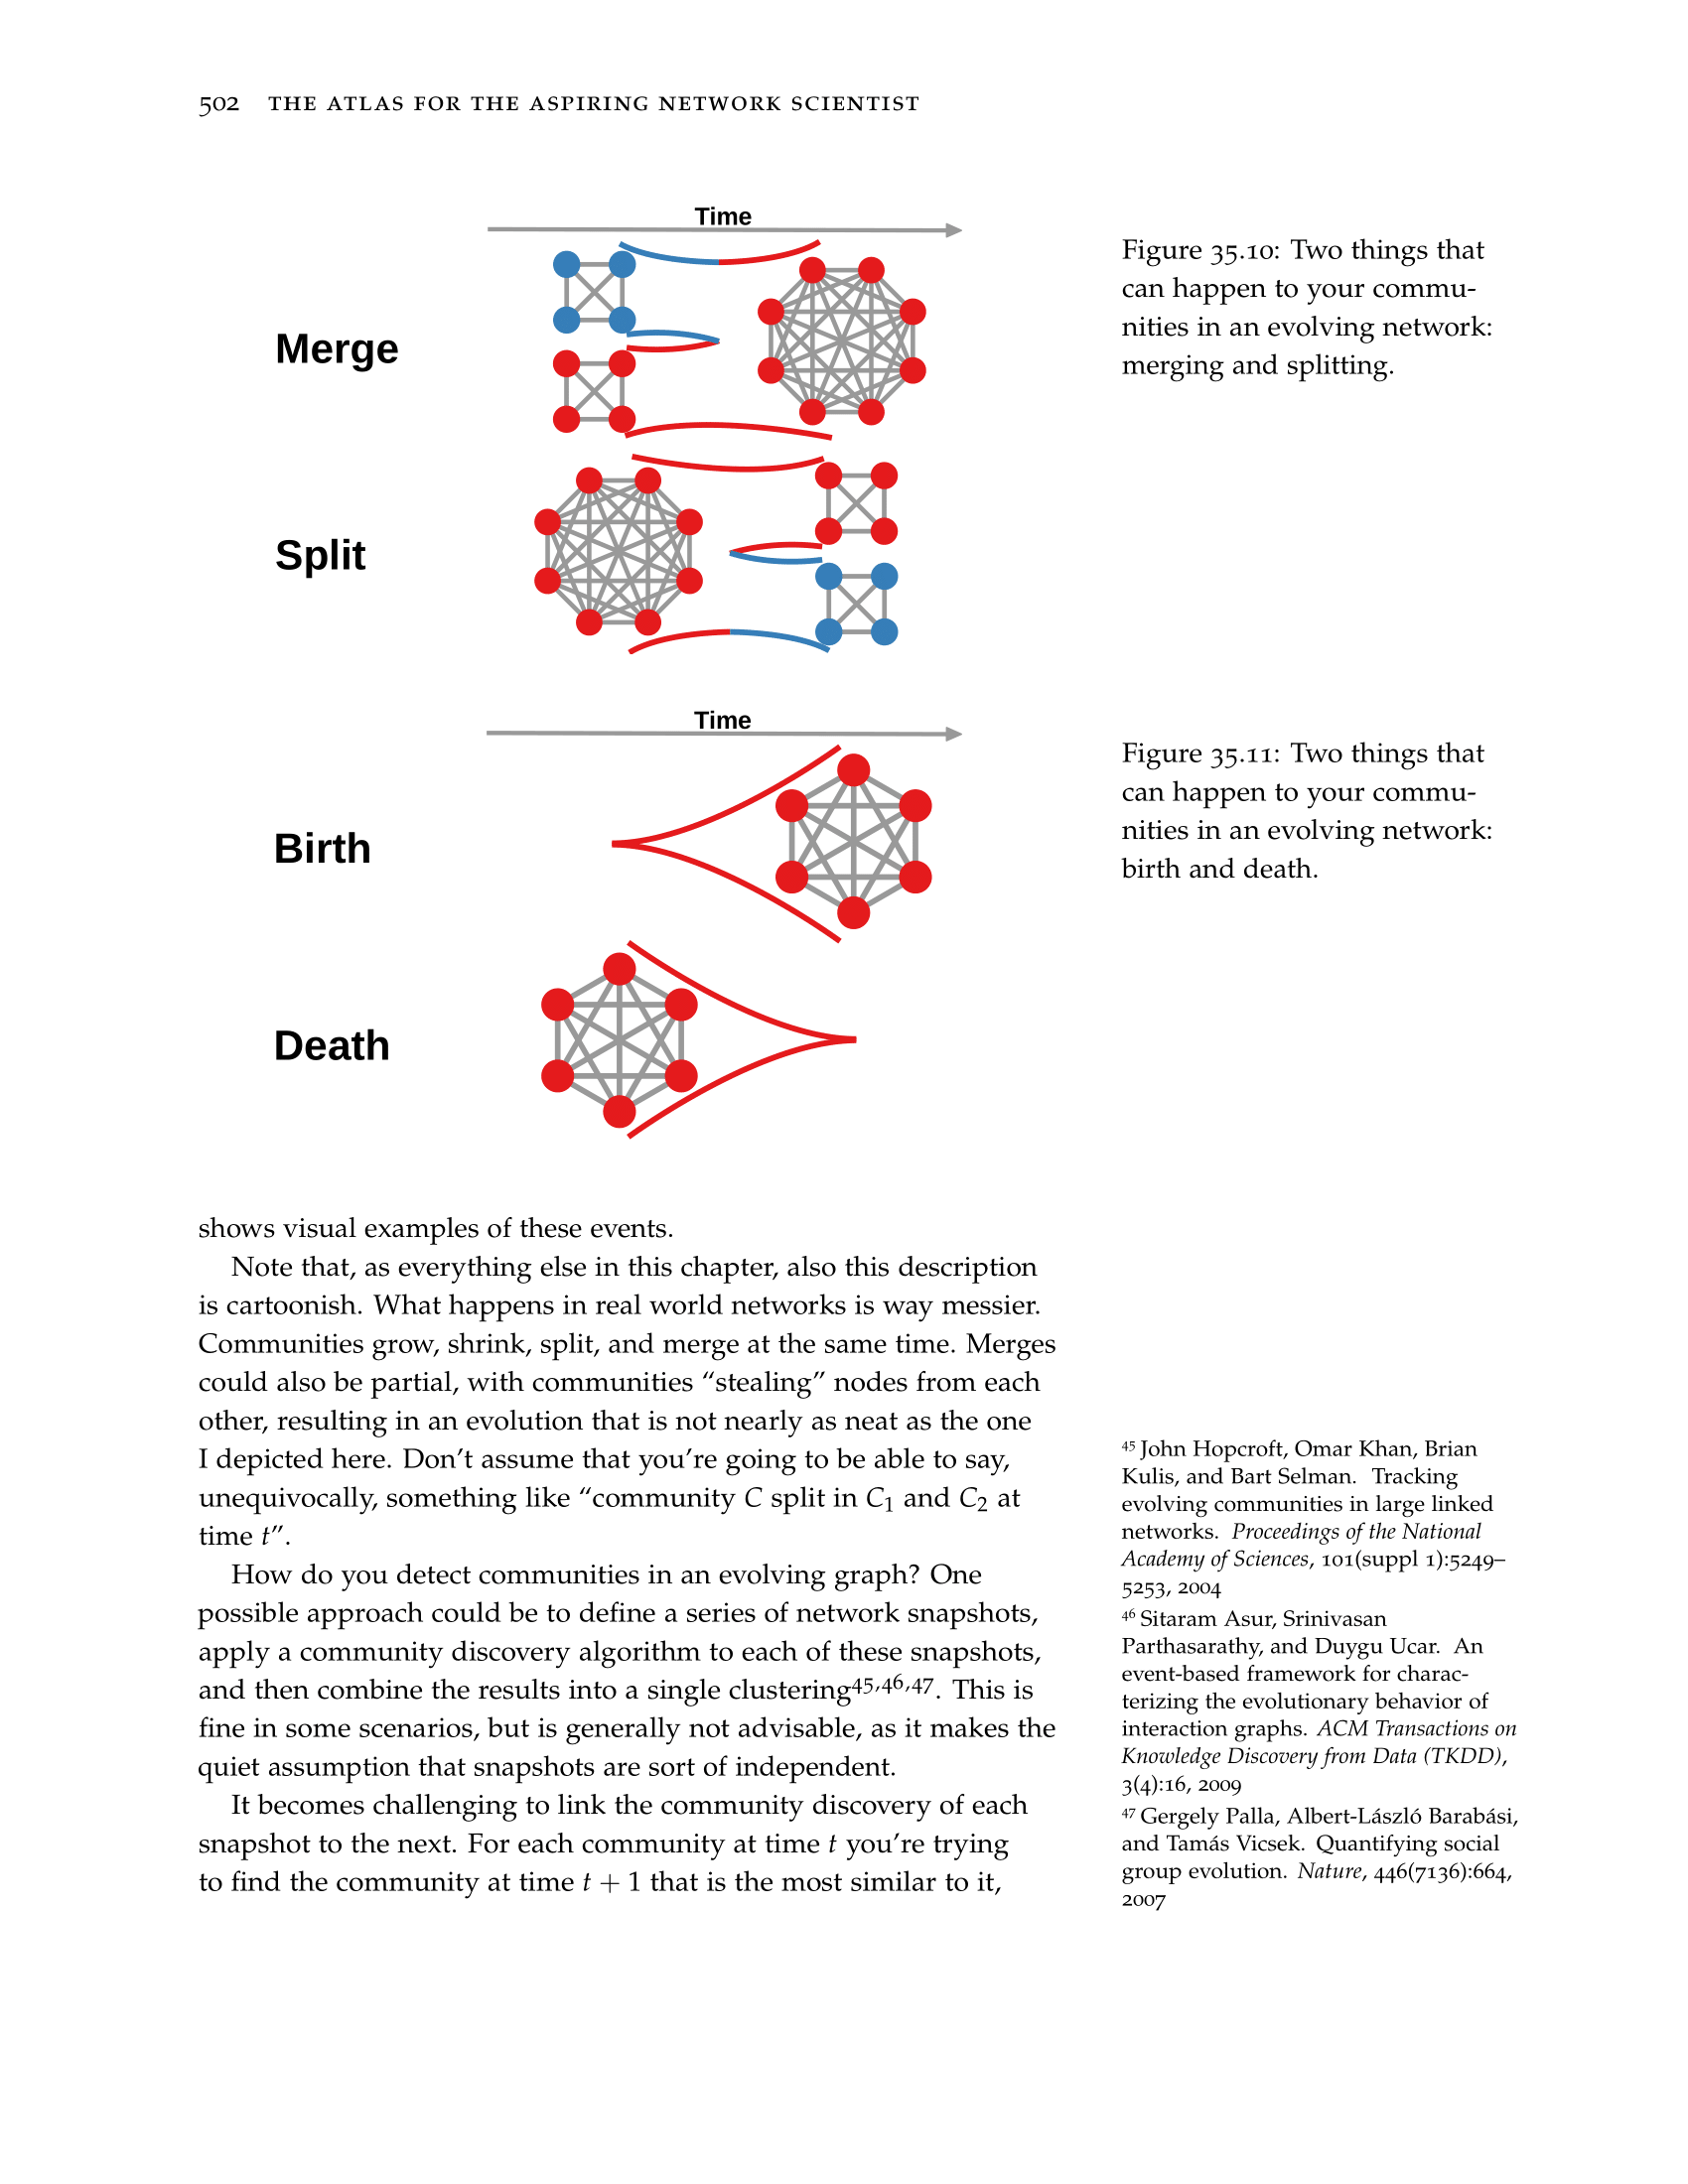 502 THE ATLAS FOR THE ASPIRING NETWORK SCIENTIST
Time
Merge
Split
Figure 35.10: Two things that
can happen to your commu-
nities in an evolving network:
merging and splitting.
Time
Birth
Death
Figure 35.11: Two things that
can happen to your commu-
nities in an evolving network:
birth and death.
shows visual examples of these events.
Note that, as everything else in this chapter, also this description
is cartoonish. What happens in real world networks is way messier.
Communities grow, shrink, split, and merge at the same time. Merges
could also be partial, with communities “stealing” nodes from each
other, resulting in an evolution that is not nearly as neat as the one
I depicted here. Don’t assume that you’re going to be able to say,
unequivocally, something like “community C split in C₁ and C₂ at
time t”.
How do you detect communities in an evolving graph? One
possible approach could be to define a series of network snapshots,
apply a community discovery algorithm to each of these snapshots,
and then combine the results into a single clustering⁴⁵,⁴⁶,⁴⁷. This is
fine in some scenarios, but is generally not advisable, as it makes the
quiet assumption that snapshots are sort of independent.
It becomes challenging to link the community discovery of each
snapshot to the next. For each community at time t you’re trying
to find the community at time t + 1 that is the most similar to it,
⁴⁵ John Hopcroft, Omar Khan, Brian
Kulis, and Bart Selman. Tracking
evolving communities in large linked
networks. Proceedings of the National
Academy of Sciences, 101(suppl 1):5249–
5253, 2004
⁴⁶ Sitaram Asur, Srinivasan
Parthasarathy, and Duygu Ucar. An
event-based framework for charac-
terizing the evolutionary behavior of
interaction graphs. ACM Transactions on
Knowledge Discovery from Data (TKDD),
3(4):16, 2009
⁴⁷ Gergely Palla, Albert-László Barabási,
and Tamás Vicsek. Quantifying social
group evolution. Nature, 446(7136):664,
2007